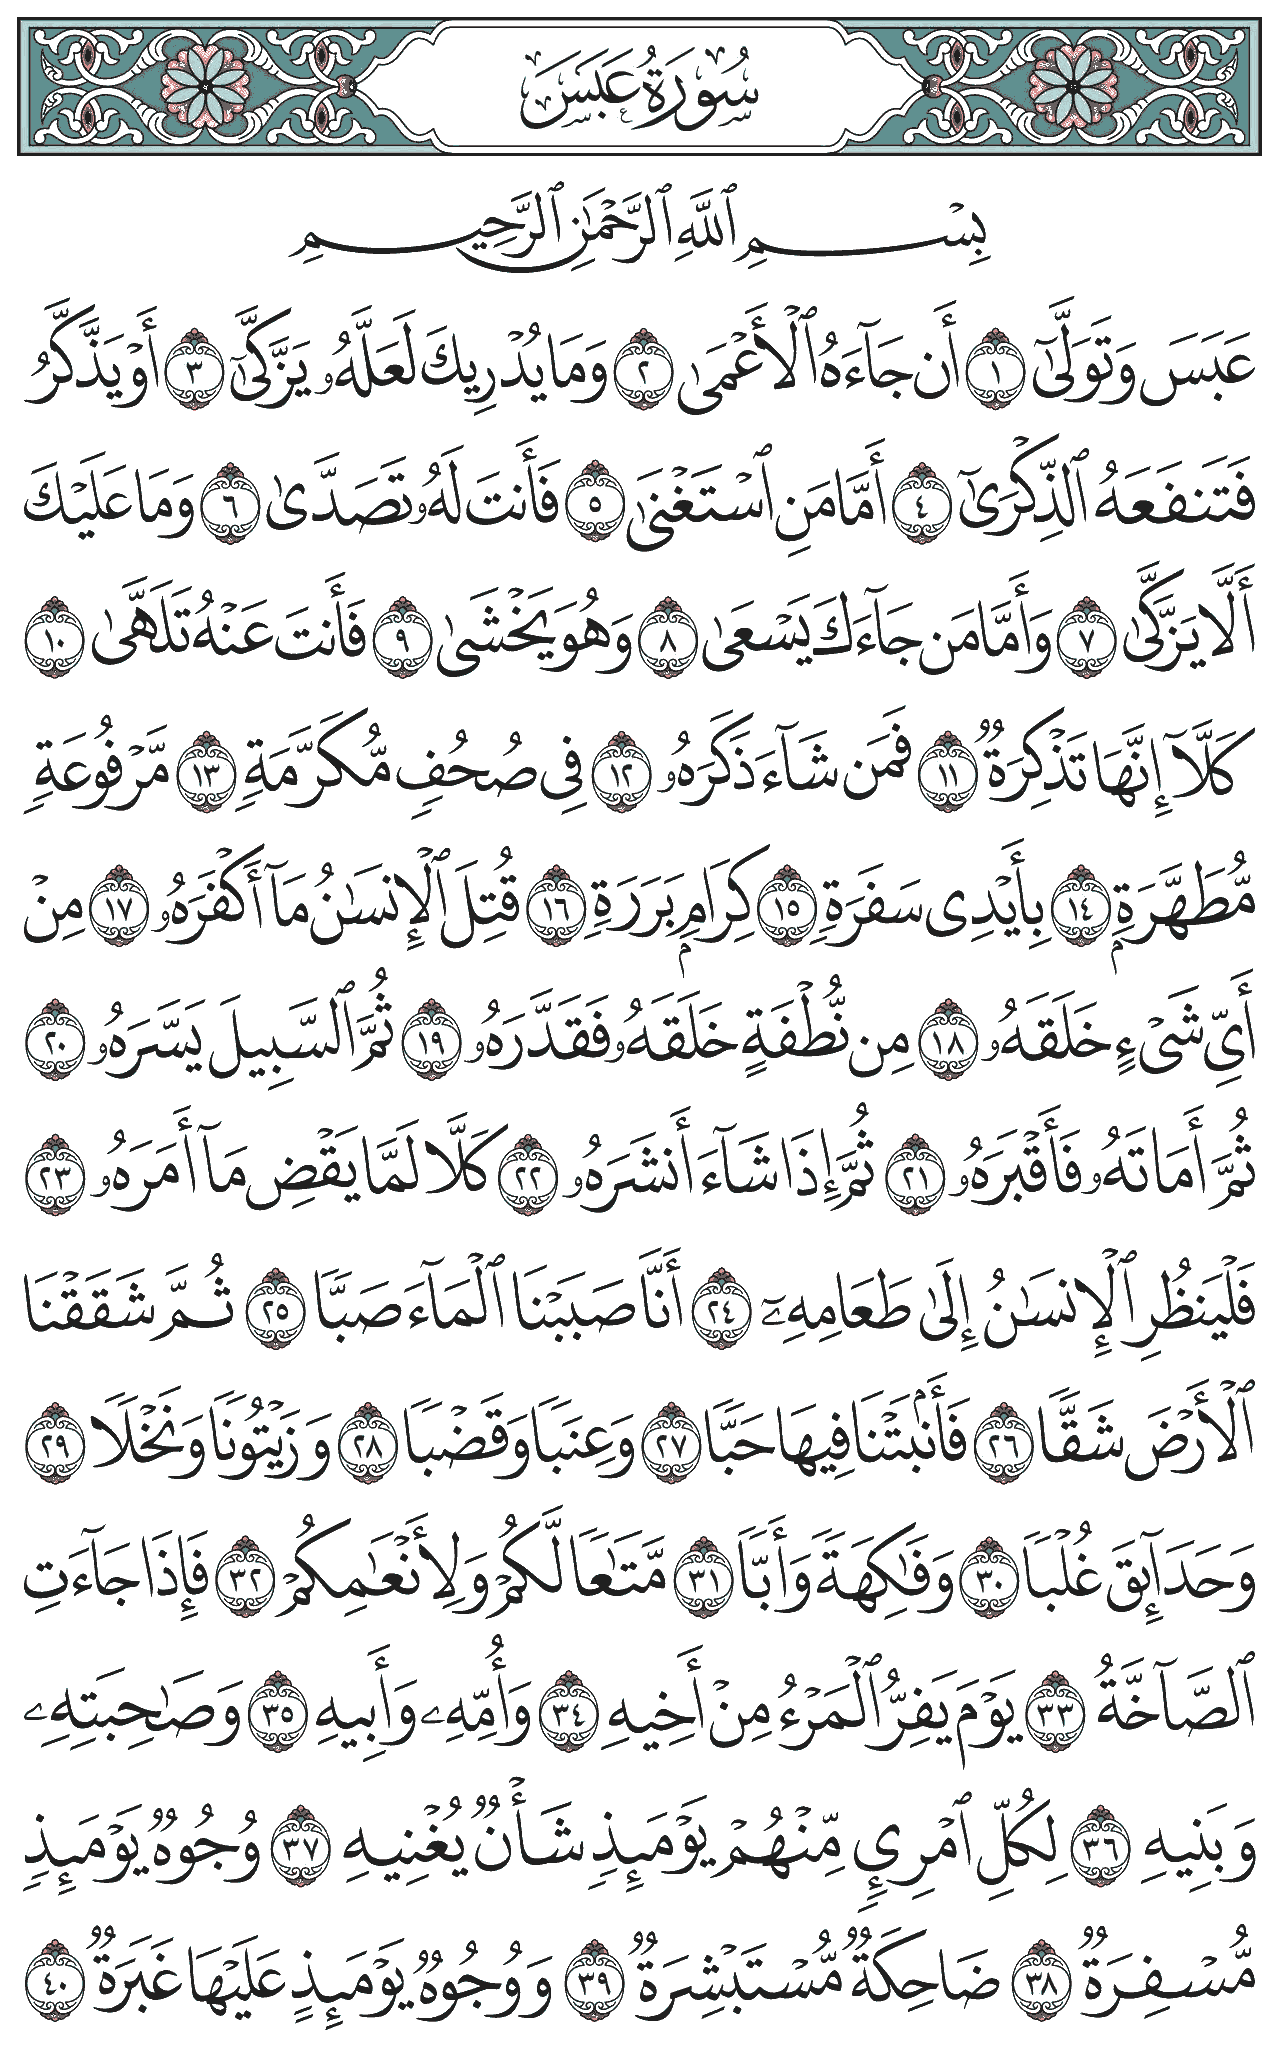 سُورَةُ عَبَسَ
بِسْمِ ٱللَّهِ ٱلرَّحْمَٰنِ ٱلرَّحِيمِ
عَبَسَ وَتَوَلَّىٰٓ ١ أَن جَآءَهُ ٱلْأَعْمَىٰ ٢ وَمَا يُدْرِيكَ لَعَلَّهُۥ يَزَّكَّىٰٓ ٣ أَوْ يَذَّكَّرُ
فَتَنفَعَهُ ٱلذِّكْرَىٰٓ ٤ أَمَّا مَنِ ٱسْتَغْنَىٰ ٥ فَأَنتَ لَهُۥ تَصَدَّىٰ ٦ وَمَا عَلَيْكَ
أَلَّا يَزَّكَّىٰ ٧ وَأَمَّا مَن جَآءَكَ يَسْعَىٰ ٨ وَهُوَ يَخْشَىٰ ٩ فَأَنتَ عَنْهُ تَلَهَّىٰ ١٠
كَلَّآ إِنَّهَا تَذْكِرَةٌ ١١ فَمَن شَآءَ ذَكَرَهُۥ ١٢ فِى صُحُفٍ مُّكَرَّمَةٍ ١٣ مَّرْفُوعَةٍ
مُّطَهَّرَةٍۭ ١٤ بِأَيْدِى سَفَرَةٍ ١٥ كِرَامٍۭ بَرَرَةٍ ١٦ قُتِلَ ٱلْإِنسَٰنُ مَآ أَكْفَرَهُۥ ١٧ مِنْ
أَىِّ شَىْءٍ خَلَقَهُۥ ١٨ مِن نُّطْفَةٍ خَلَقَهُۥ فَقَدَّرَهُۥ ١٩ ثُمَّ ٱلسَّبِيلَ يَسَّرَهُۥ ٢٠
ثُمَّ أَمَاتَهُۥ فَأَقْبَرَهُۥ ٢١ ثُمَّ إِذَا شَآءَ أَنشَرَهُۥ ٢٢ كَلَّا لَمَّا يَقْضِ مَآ أَمَرَهُۥ ٢٣
فَلْيَنظُرِ ٱلْإِنسَٰنُ إِلَىٰ طَعَامِهِۦٓ ٢٤ أَنَّا صَبَبْنَا ٱلْمَآءَ صَبًّا ٢٥ ثُمَّ شَقَقْنَا
ٱلْأَرْضَ شَقًّا ٢٦ فَأَنۢبَتْنَا فِيهَا حَبًّا ٢٧ وَعِنَبًا وَقَضْبًا ٢٨ وَزَيْتُونًا وَنَخْلًا ٢٩
وَحَدَآئِقَ غُلْبًا ٣٠ وَفَٰكِهَةً وَأَبًّا ٣١ مَّتَٰعًا لَّكُمْ وَلِأَنْعَٰمِكُمْ ٣٢ فَإِذَا جَآءَتِ
ٱلصَّآخَّةُ ٣٣ يَوْمَ يَفِرُّ ٱلْمَرْءُ مِنْ أَخِيهِ ٣٤ وَأُمِّهِۦ وَأَبِيهِ ٣٥ وَصَٰحِبَتِهِۦ
وَبَنِيهِ ٣٦ لِكُلِّ ٱمْرِئٍ مِّنْهُمْ يَوْمَئِذٍ شَأْنٌ يُغْنِيهِ ٣٧ وُجُوهٌ يَوْمَئِذٍ
مُّسْفِرَةٌ ٣٨ ضَاحِكَةٌ مُّسْتَبْشِرَةٌ ٣٩ وَوُجُوهٌ يَوْمَئِذٍ عَلَيْهَا غَبَرَةٌ ٤٠